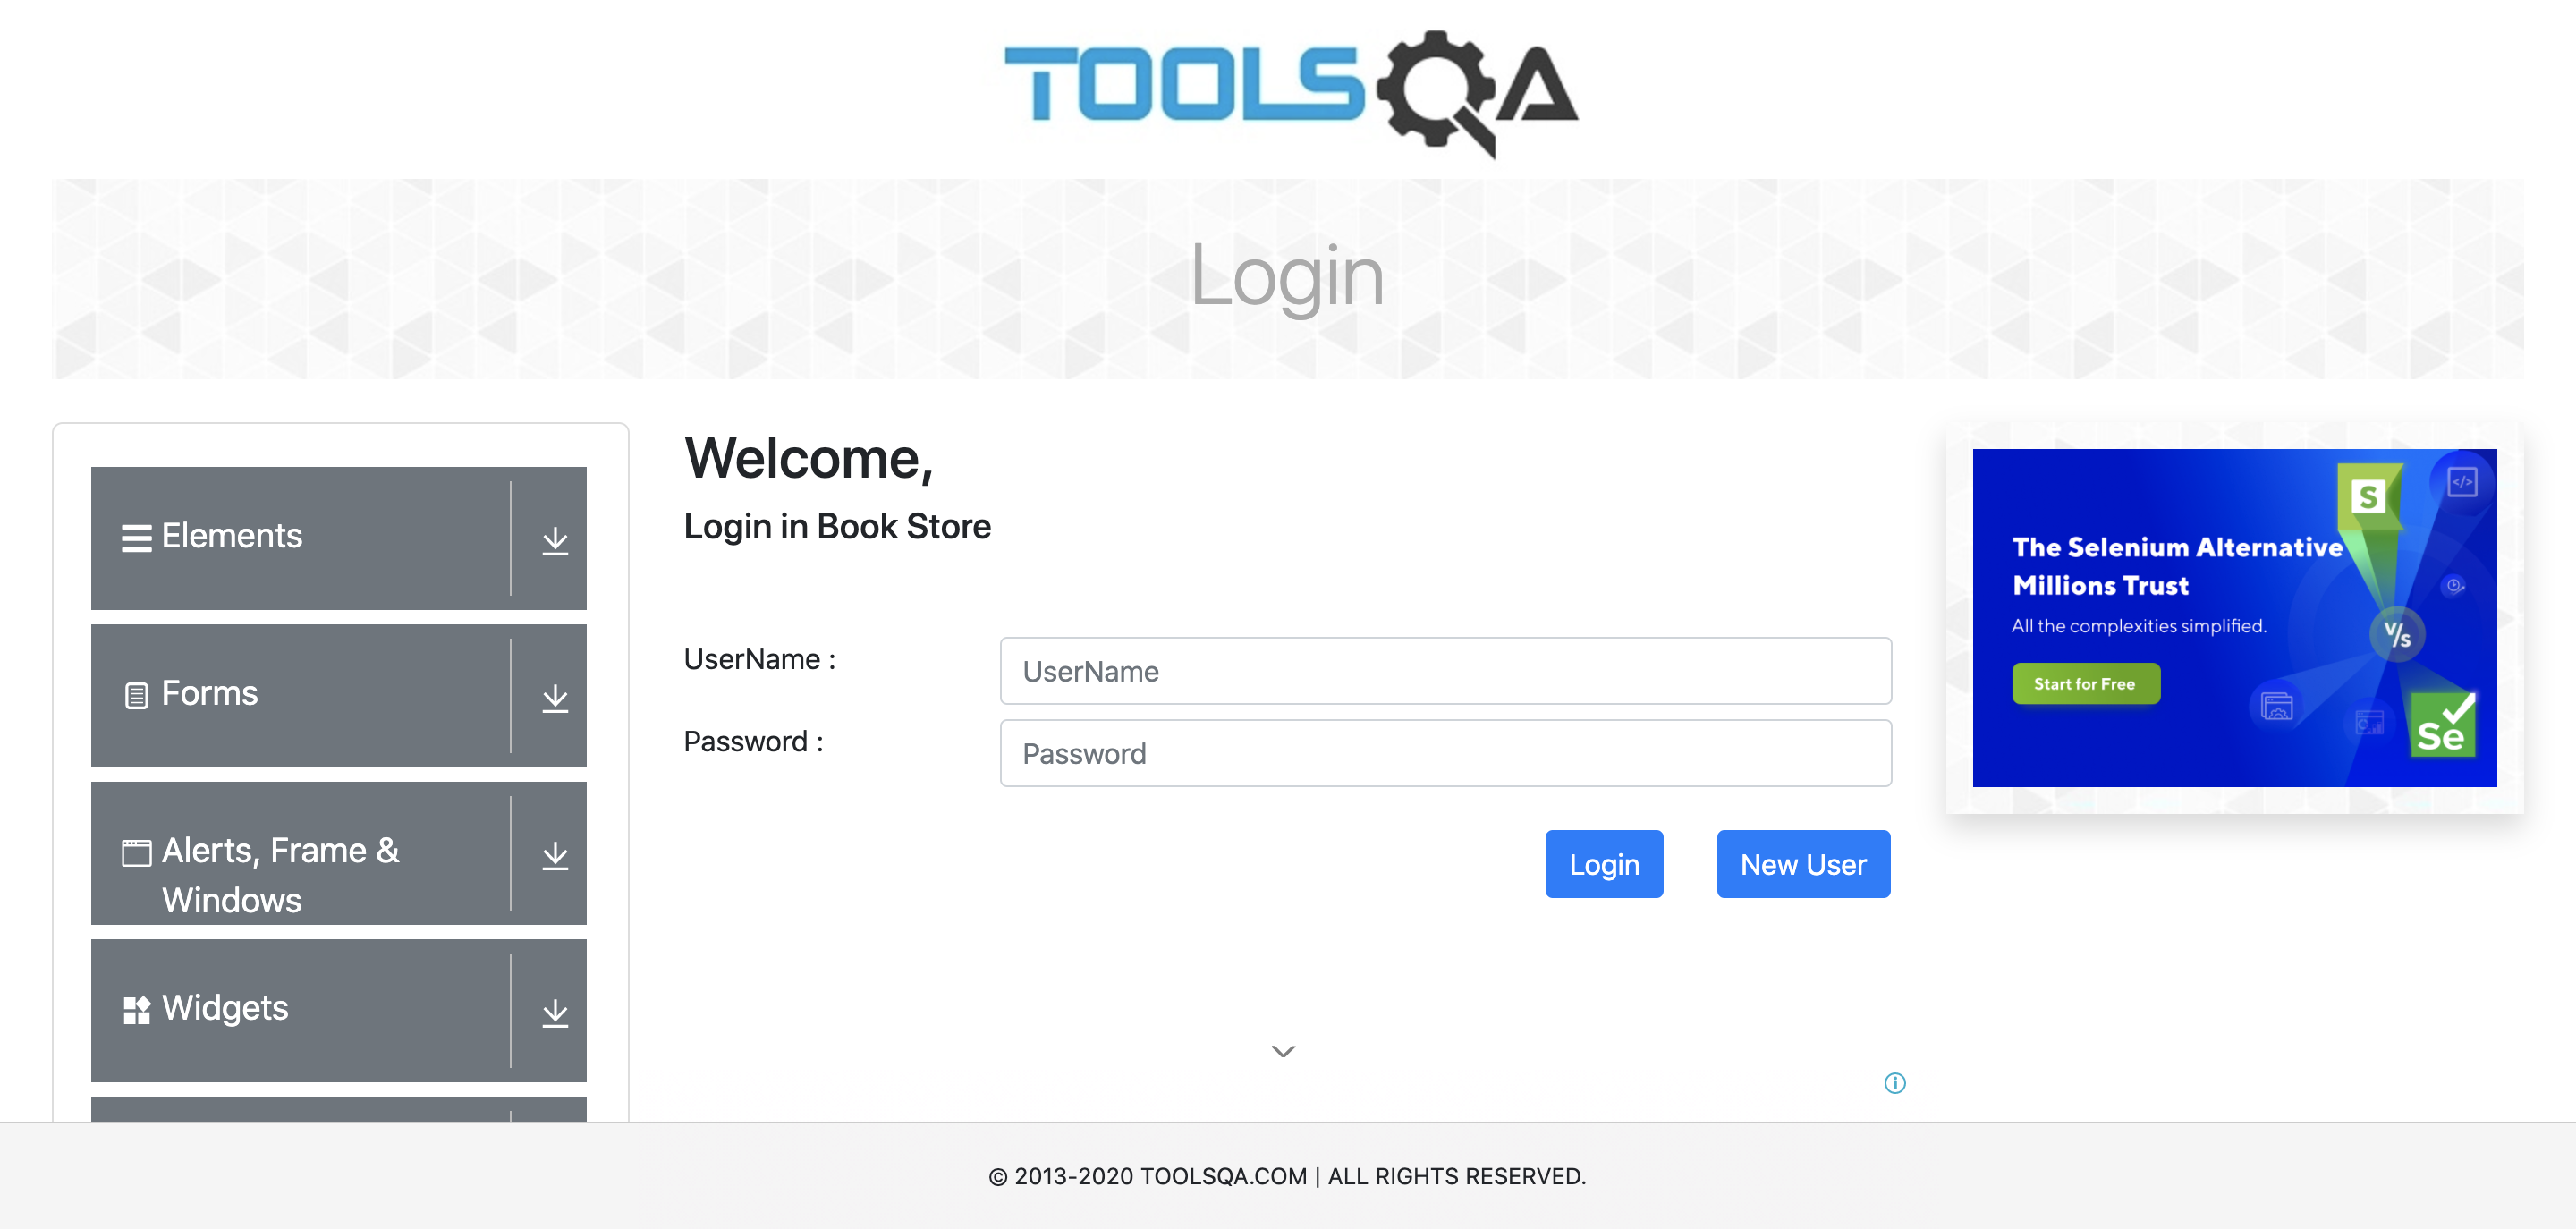 TOOLSQA
Login
Elements
Forms
Alerts, Frame &
Windows
Widgets
Welcome,
Login in Book Store
UserName :
UserName
Password :
Password
Login
New User
S
</>
The Selenium Alternative
Millions Trust
All the complexities simplified.
V/s
Start for Free
Se
© 2013-2020 TOOLSQA.COM | ALL RIGHTS RESERVED.